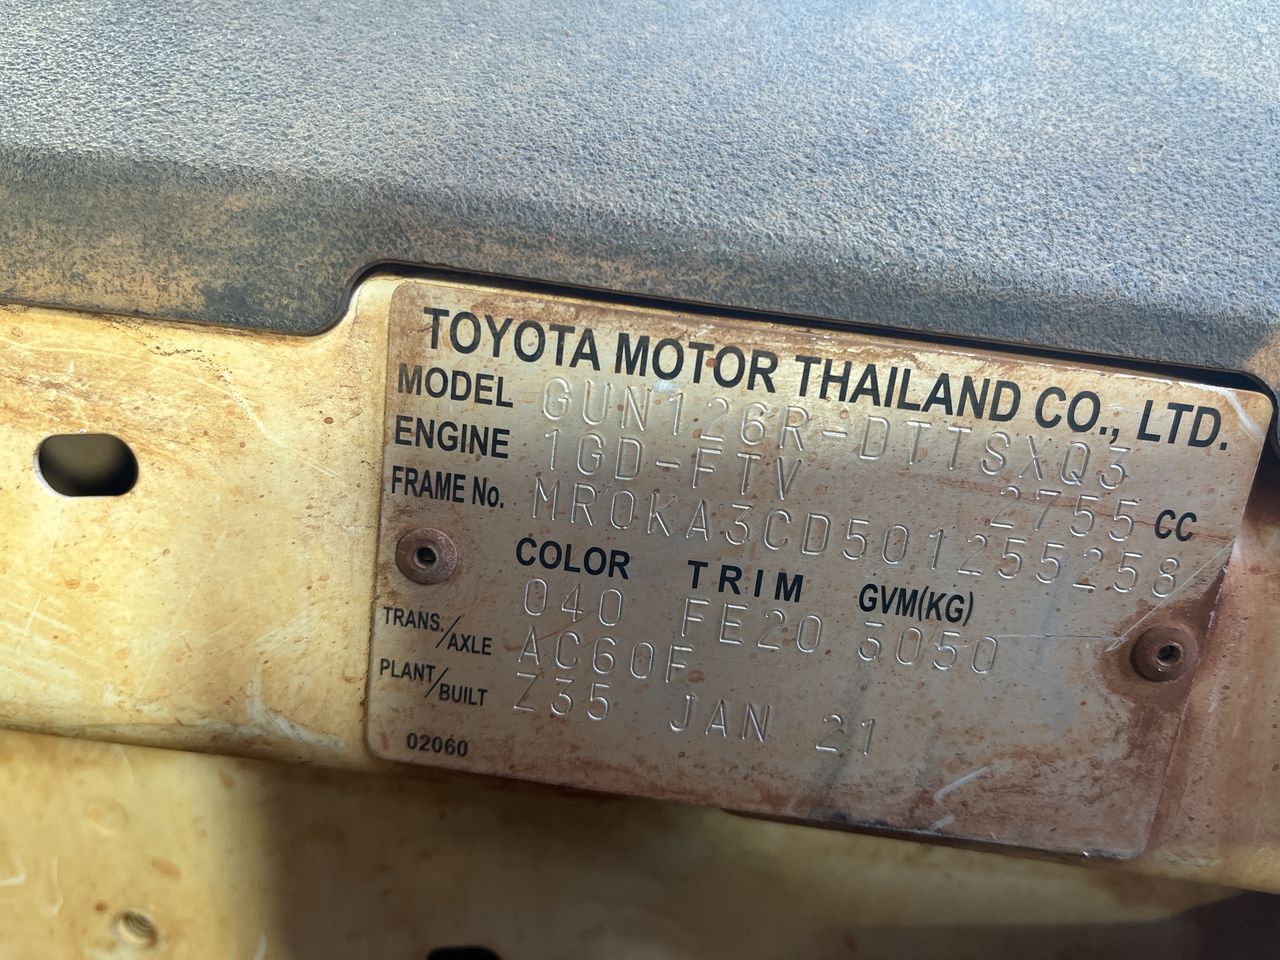 TOYOTA MOTOR THAILAND CO., LTD.
MODEL GUN126R-DTTSXQ3
ENGINE 1GD-FTV 2755 CC
FRAME No. MR0KA3CD501255258
COLOR TRIM GVM(KG)
040 FE20 3050
TRANS./AXLE AC60F
PLANT/BUILT Z35 JAN 21
02060